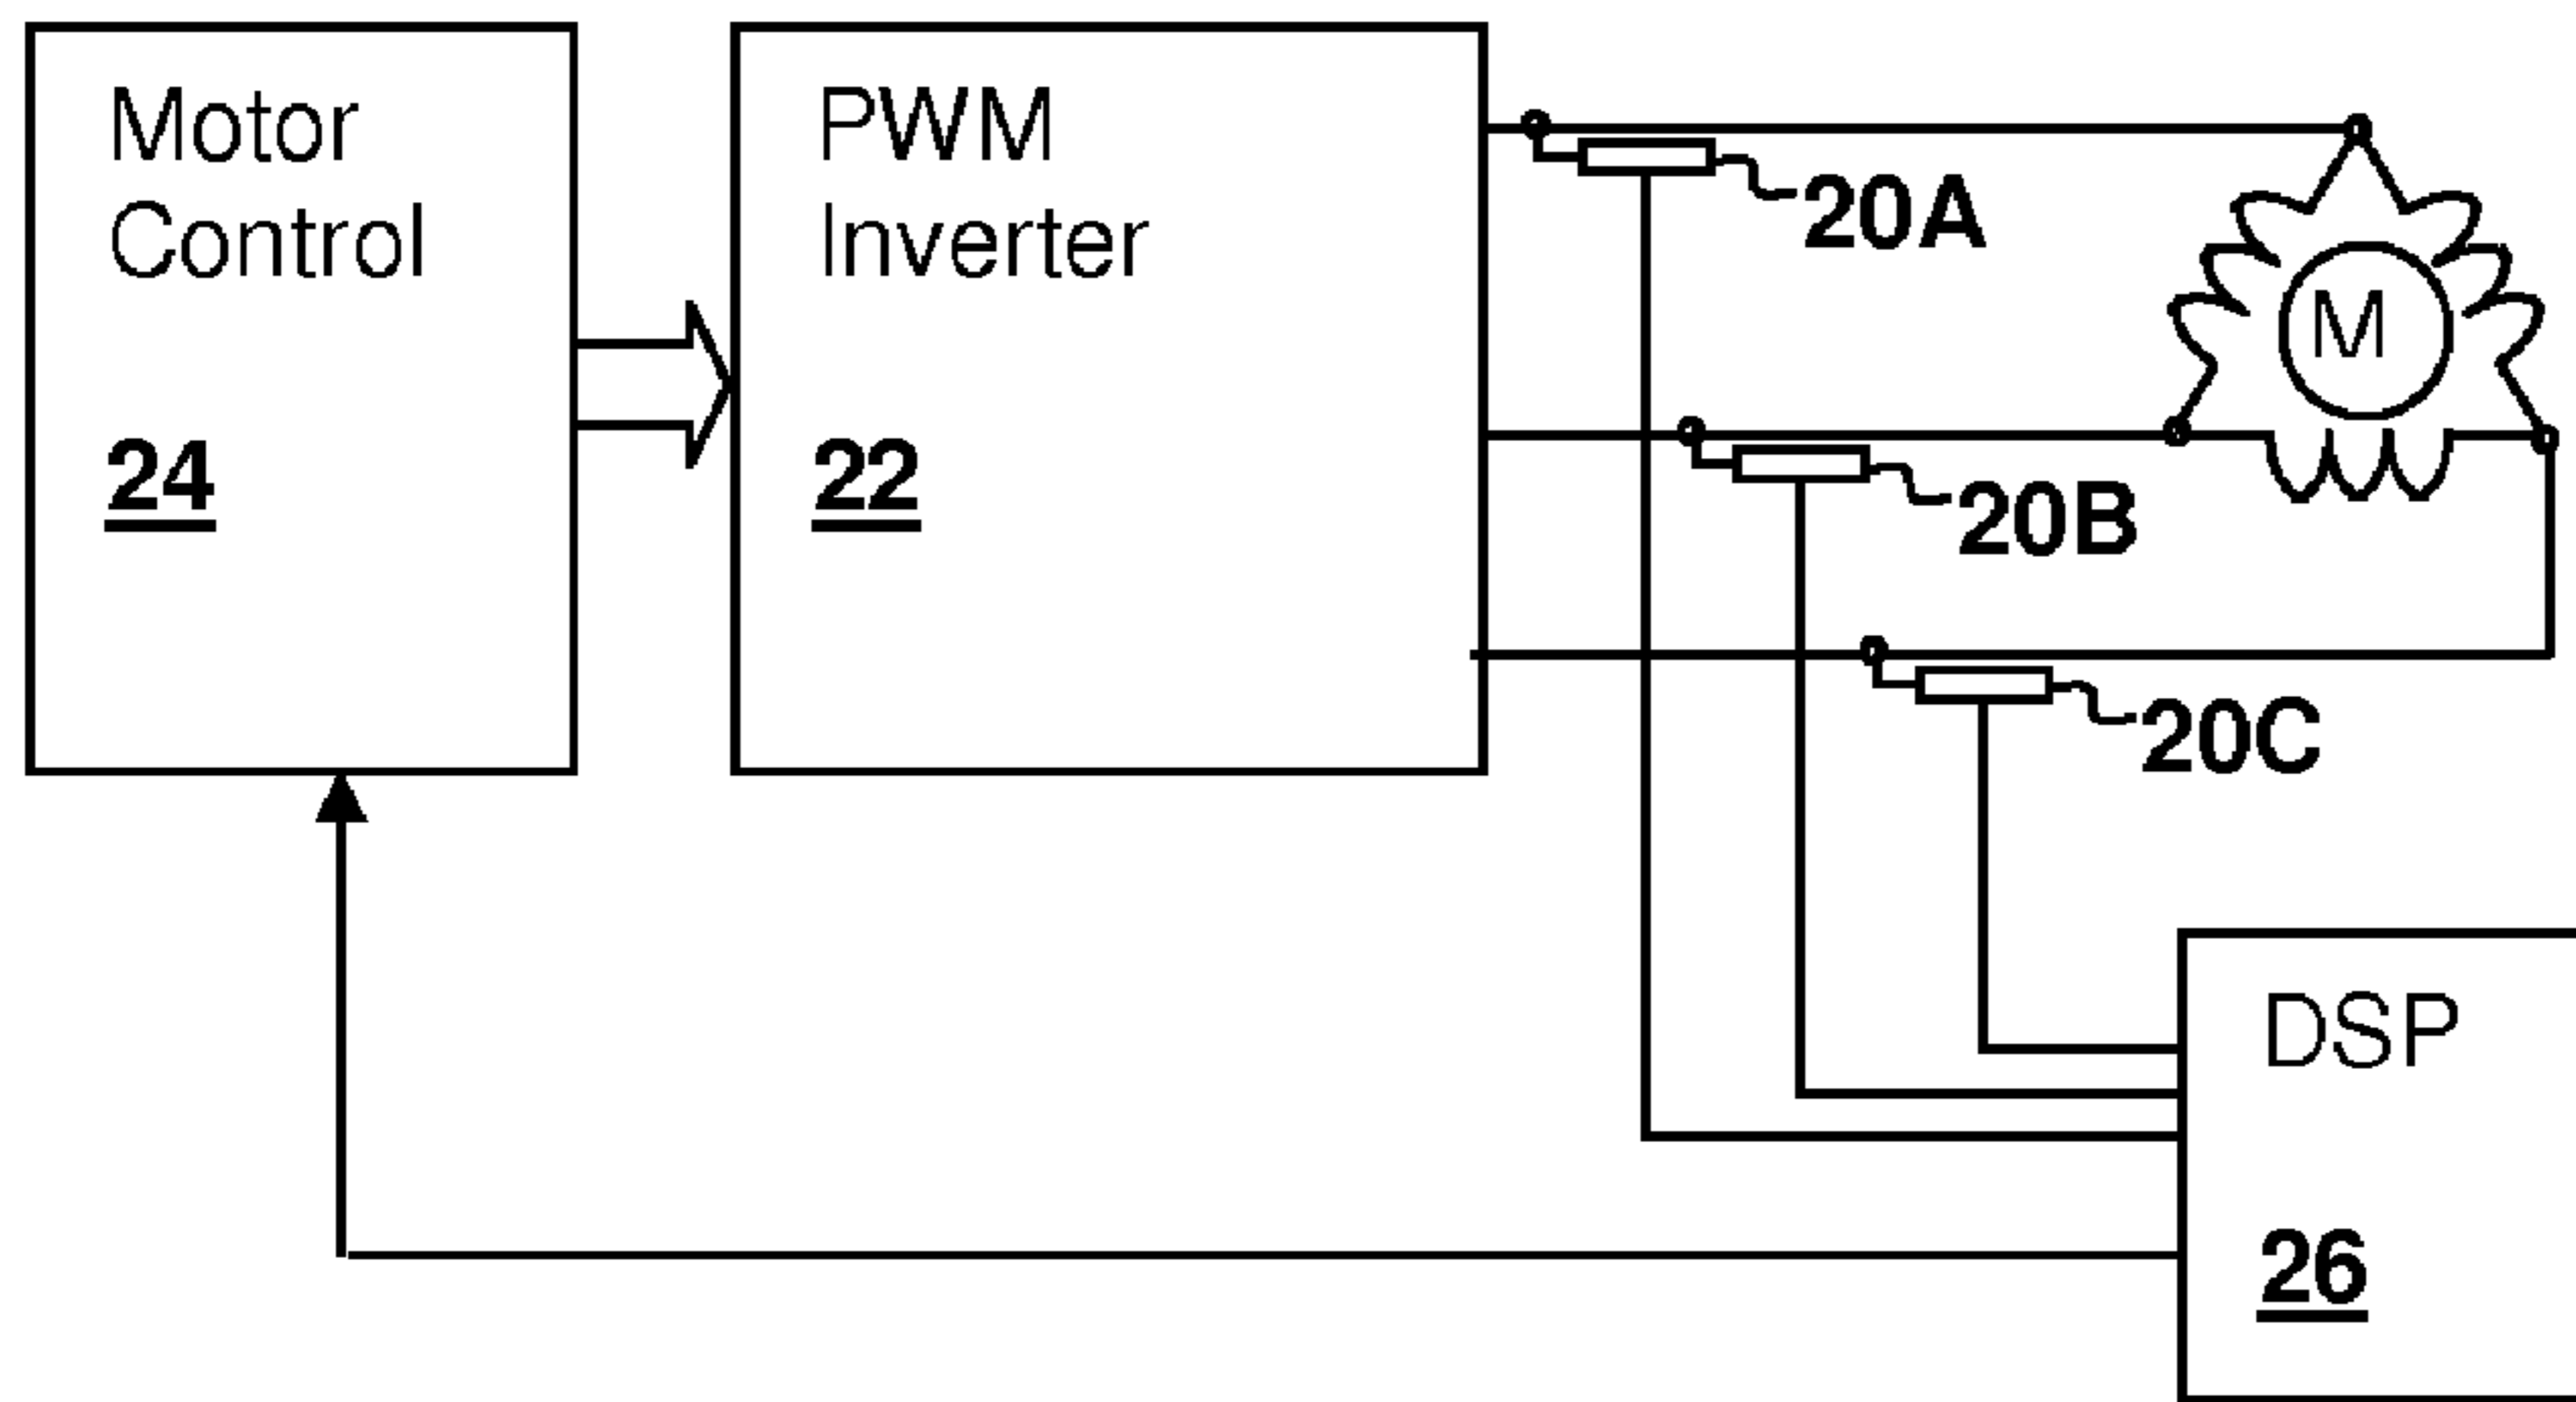 Motor
Control
24
PWM
Inverter
22
20A
M
20B
20C
DSP
26